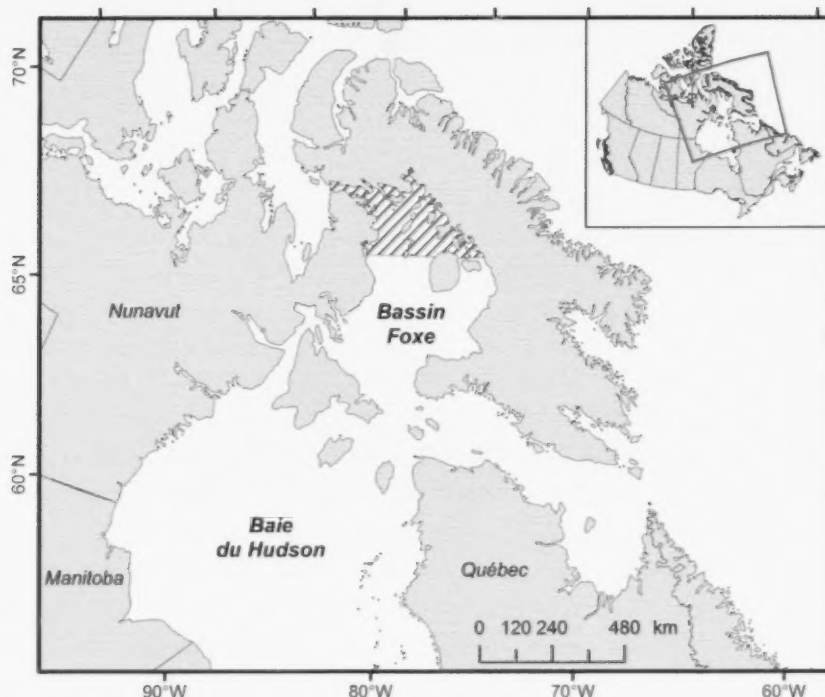 70°N
65°N
60°N
Nunavut
Bassin
Foxe
Baie
du Hudson
Manitoba
Québec
0 120 240 480 km
90°W
80°W
70°W
60°W